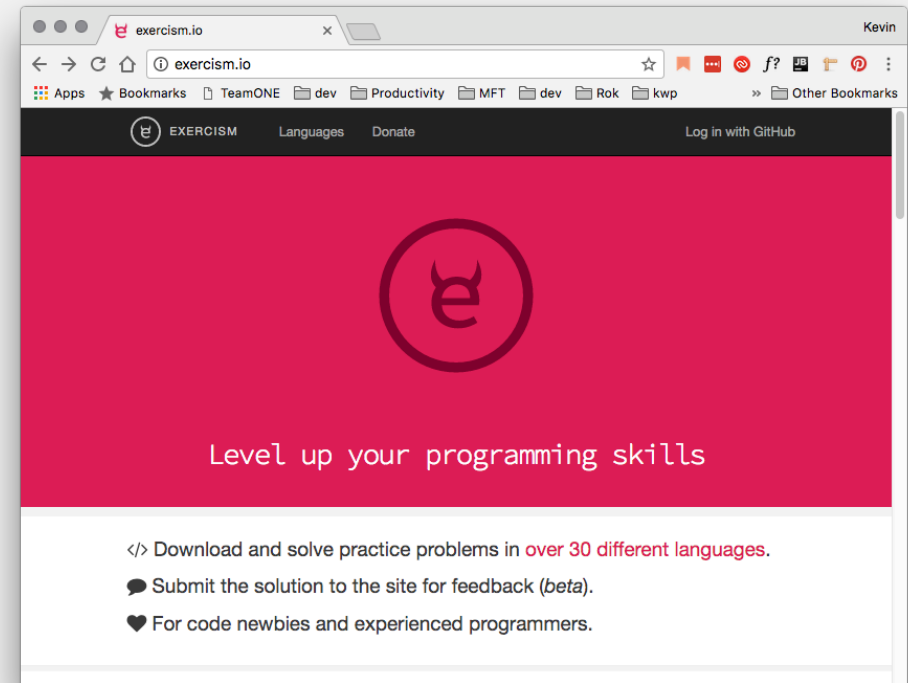 exercism.io
Kevin
exercism.io
f?
JB
Apps Bookmarks TeamONE dev Productivity MFT dev Rok kwp » Other Bookmarks
e EXERCISM Languages Donate Log in with GitHub
e
Level up your programming skills
</> Download and solve practice problems in over 30 different languages.
Submit the solution to the site for feedback (beta).
For code newbies and experienced programmers.